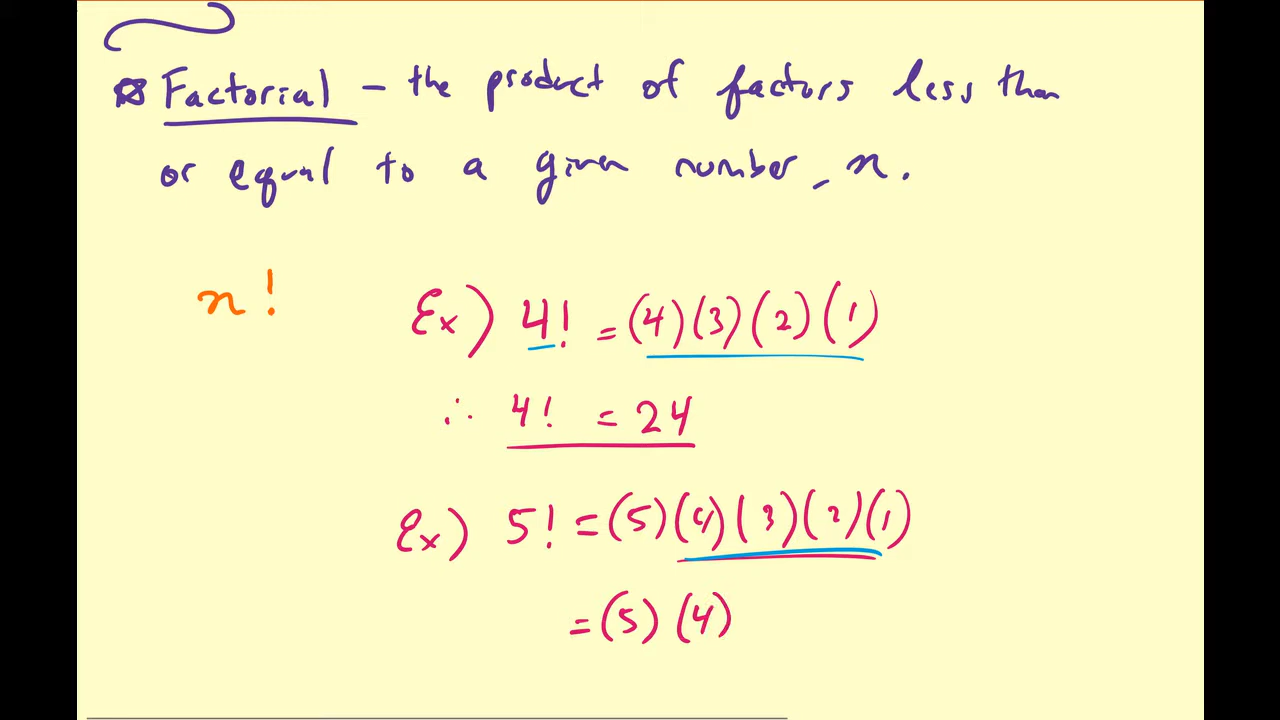 Factorial – the product of factors less than
or equal to a given number, n.
n!
Ex) 4! = (4)(3)(2)(1)
∴ 4! = 24
Ex) 5! = (5)(4)(3)(2)(1)
= (5) (4)